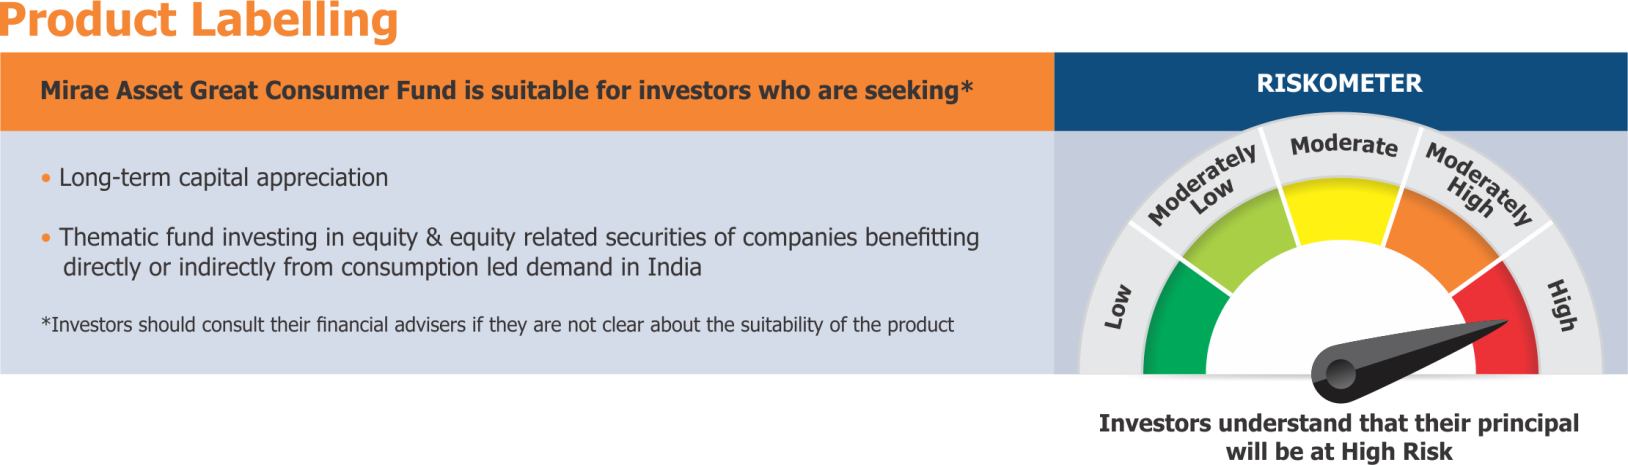 Product Labelling
Mirae Asset Great Consumer Fund is suitable for investors who are seeking*
• Long-term capital appreciation
• Thematic fund investing in equity & equity related securities of companies benefitting
directly or indirectly from consumption led demand in India
*Investors should consult their financial advisers if they are not clear about the suitability of the product
RISKOMETER
Low
Moderately
Low
Moderate
Moderately
High
High
Investors understand that their principal
will be at High Risk